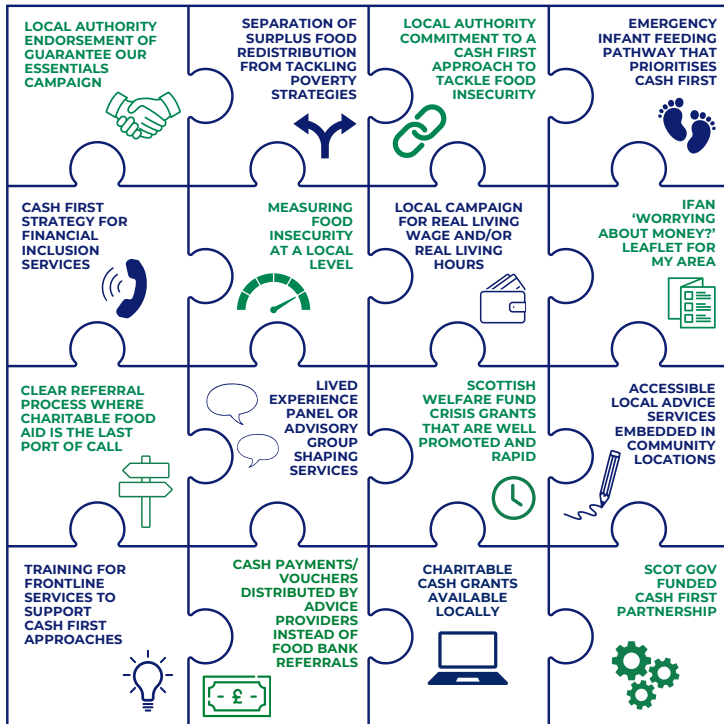 LOCAL AUTHORITY
ENDORSEMENT OF
GUARANTEE OUR
ESSENTIALS
CAMPAIGN
SEPARATION OF
SURPLUS FOOD
REDISTRIBUTION
FROM TACKLING
POVERTY
STRATEGIES
LOCAL AUTHORITY
COMMITMENT TO A
CASH FIRST
APPROACH TO
TACKLE FOOD
INSECURITY
EMERGENCY
INFANT FEEDING
PATHWAY THAT
PRIORITISES
CASH FIRST
CASH FIRST
STRATEGY FOR
FINANCIAL
INCLUSION
SERVICES
MEASURING
FOOD
INSECURITY
AT A LOCAL
LEVEL
LOCAL CAMPAIGN
FOR REAL LIVING
WAGE AND/OR
REAL LIVING
HOURS
IFAN
‘WORRYING
ABOUT MONEY?’
LEAFLET FOR
MY AREA
CLEAR REFERRAL
PROCESS WHERE
CHARITABLE FOOD
AID IS THE LAST
PORT OF CALL
LIVED
EXPERIENCE
PANEL OR
ADVISORY
GROUP
SHAPING
SERVICES
SCOTTISH
WELFARE FUND
CRISIS GRANTS
THAT ARE WELL
PROMOTED AND
RAPID
ACCESSIBLE
LOCAL ADVICE
SERVICES
EMBEDDED IN
COMMUNITY
LOCATIONS
TRAINING FOR
FRONTLINE
SERVICES TO
SUPPORT
CASH FIRST
APPROACHES
CASH PAYMENTS/
VOUCHERS
DISTRIBUTED BY
ADVICE
PROVIDERS
INSTEAD OF
FOOD BANK
REFERRALS
£
CHARITABLE
CASH GRANTS
AVAILABLE
LOCALLY
SCOT GOV
FUNDED
CASH FIRST
PARTNERSHIP